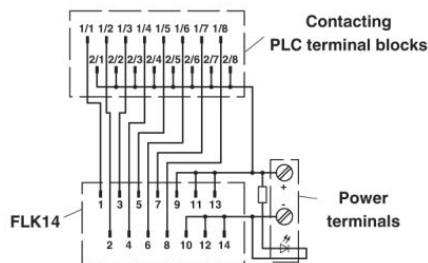 Contacting
PLC terminal blocks
1/1 1/2 1/3 1/4 1/5 1/6 1/7 1/8
2/1 2/2 2/3 2/4 2/5 2/6 2/7 2/8
+
-
Power
terminals
FLK14
1 3 5 7 9 11 13
2 4 6 8 10 12 14